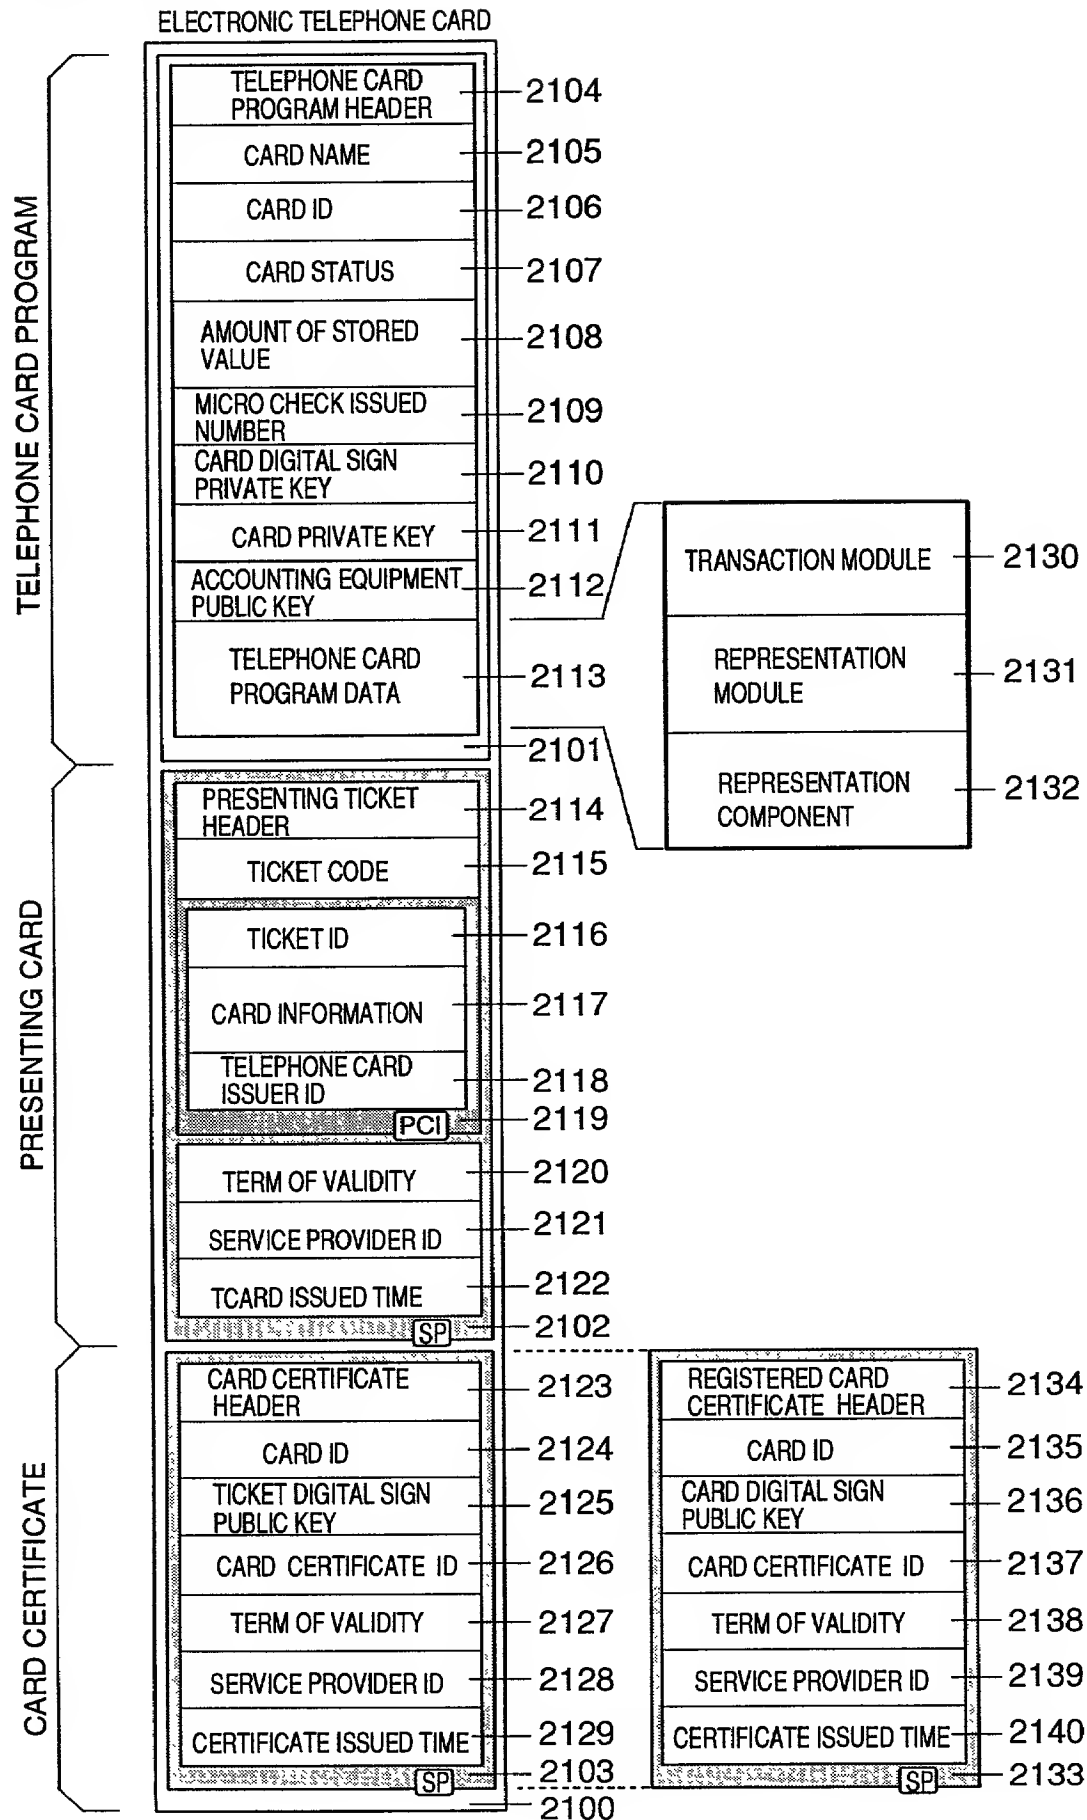 ELECTRONIC TELEPHONE CARD
TELEPHONE CARD PROGRAM
TELEPHONE CARD
PROGRAM HEADER
2104
CARD NAME
2105
CARD ID
2106
CARD STATUS
2107
AMOUNT OF STORED
VALUE
2108
MICRO CHECK ISSUED
NUMBER
2109
CARD DIGITAL SIGN
PRIVATE KEY
2110
CARD PRIVATE KEY
2111
ACCOUNTING EQUIPMENT
PUBLIC KEY
2112
TELEPHONE CARD
PROGRAM DATA
2113
2101
TRANSACTION MODULE
2130
REPRESENTATION
MODULE
2131
REPRESENTATION
COMPONENT
2132
PRESENTING CARD
PRESENTING TICKET
HEADER
2114
TICKET CODE
2115
TICKET ID
2116
CARD INFORMATION
2117
TELEPHONE CARD
ISSUER ID
2118
PCI
2119
TERM OF VALIDITY
2120
SERVICE PROVIDER ID
2121
TCARD ISSUED TIME
2122
SP
2102
CARD CERTIFICATE
CARD CERTIFICATE
HEADER
2123
CARD ID
2124
TICKET DIGITAL SIGN
PUBLIC KEY
2125
CARD CERTIFICATE ID
2126
TERM OF VALIDITY
2127
SERVICE PROVIDER ID
2128
CERTIFICATE ISSUED TIME
2129
SP
2103
2100
REGISTERED CARD
CERTIFICATE HEADER
2134
CARD ID
2135
CARD DIGITAL SIGN
PUBLIC KEY
2136
CARD CERTIFICATE ID
2137
TERM OF VALIDITY
2138
SERVICE PROVIDER ID
2139
CERTIFICATE ISSUED TIME
2140
SP
2133